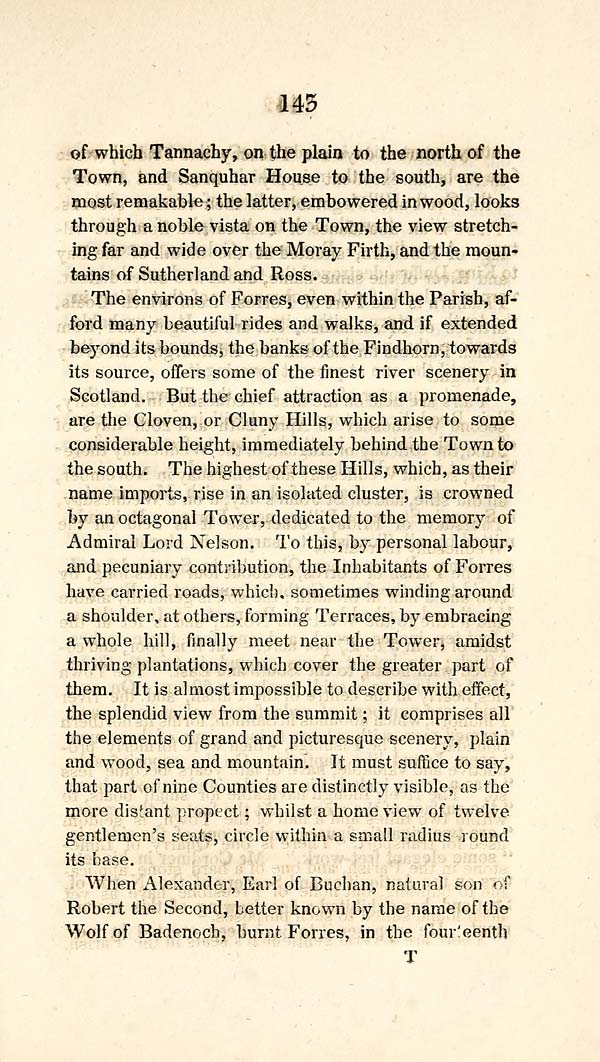 145
of which Tannachy, on the plain to the north of the
Town, and Sanquhar House to the south, are the
most remakable; the latter, embowered in wood, looks
through a noble vista on the Town, the view stretch-
ing far and wide over the Moray Firth, and the moun-
tains of Sutherland and Ross.
The environs of Forres, even within the Parish, af-
ford many beautiful rides and walks, and if extended
beyond its bounds, the banks of the Findhorn, towards
its source, offers some of the finest river scenery in
Scotland. But the chief attraction as a promenade,
are the Cloven, or Cluny Hills, which arise to some
considerable height, immediately behind the Town to
the south. The highest of these Hills, which, as their
name imports, rise in an isolated cluster, is crowned
by an octagonal Tower, dedicated to the memory of
Admiral Lord Nelson. To this, by personal labour,
and pecuniary contribution, the Inhabitants of Forres
have carried roads, which, sometimes winding around
a shoulder, at others, forming Terraces, by embracing
a whole hill, finally meet near the Tower, amidst
thriving plantations, which cover the greater part of
them. It is almost impossible to describe with effect,
the splendid view from the summit; it comprises all
the elements of grand and picturesque scenery, plain
and wood, sea and mountain. It must suffice to say,
that part of nine Counties are distinctly visible, as the
more distant propect; whilst a home view of twelve
gentlemen's seats, circle within a small radius round
its base.
When Alexander, Earl of Buchan, natural son of
Robert the Second, better known by the name of the
Wolf of Badenoch, burnt Forres, in the fourteenth
T